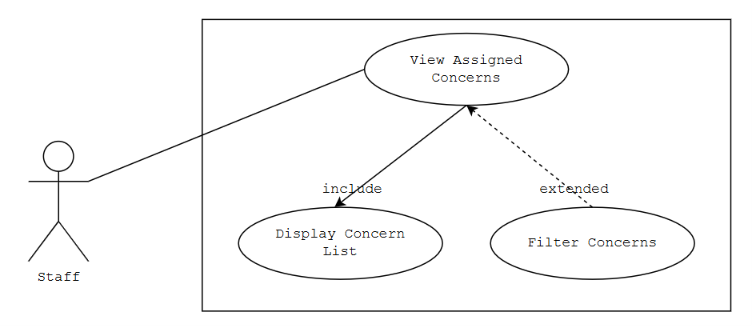 View Assigned
Concerns
include
extended
Display Concern
List
Filter Concerns
Staff